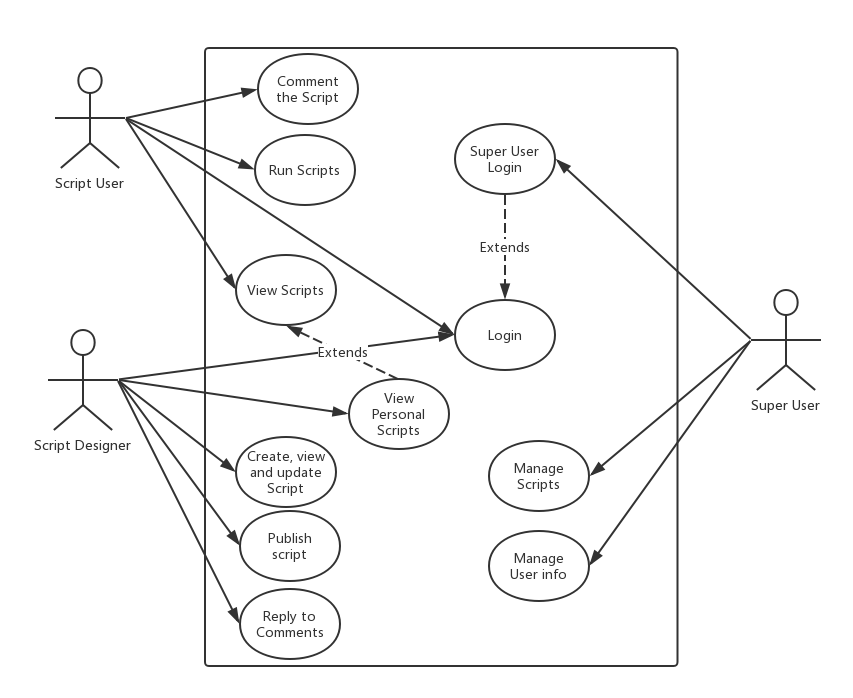 Comment
the Script
Super User
Login
Run Scripts
Script User
Extends
View Scripts
Login
Extends
View
Personal
Scripts
Super User
Script Designer
Create, view
and update
Script
Manage
Scripts
Publish
script
Manage
User info
Reply to
Comments